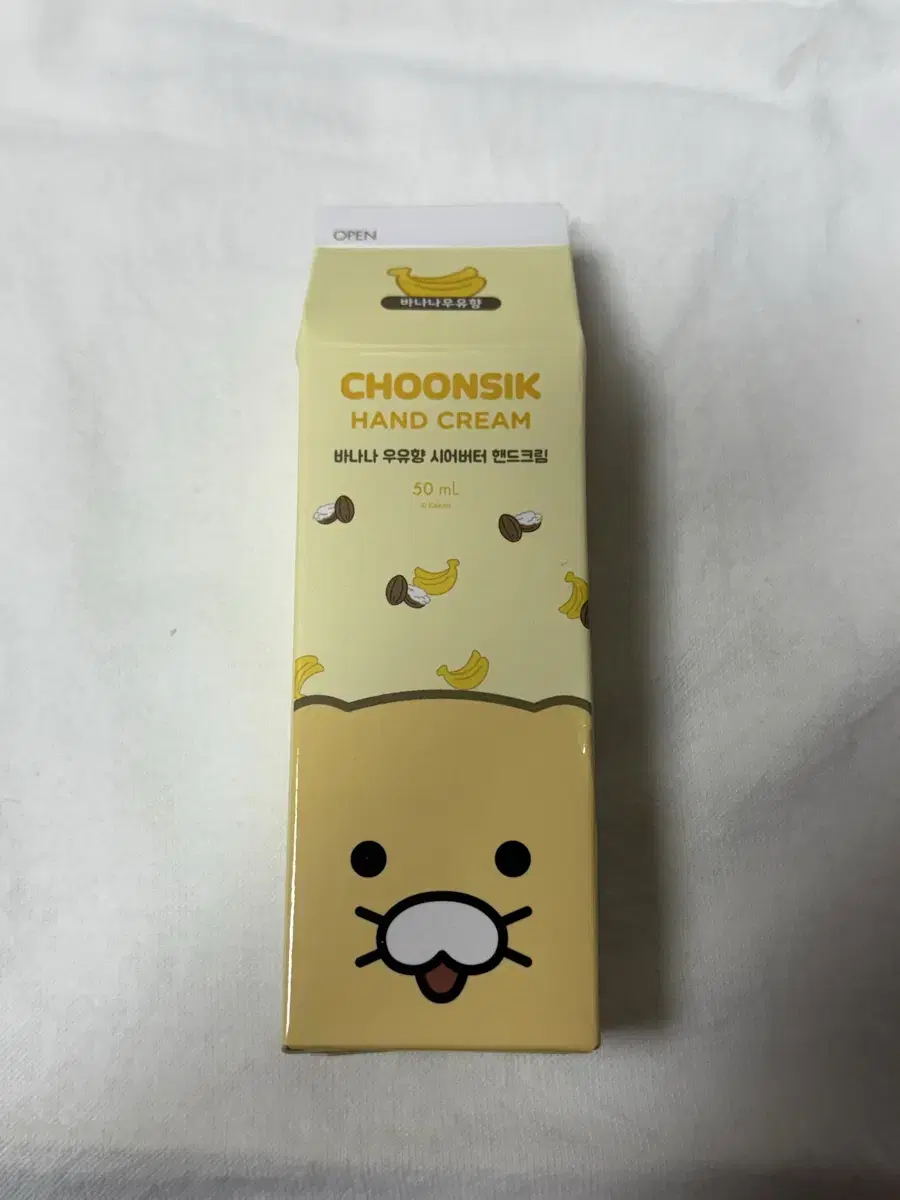 OPEN
바나나우유향
CHOONSIK
HAND CREAM
바나나 우유향 시어버터 핸드크림
50 mL
© Kakao